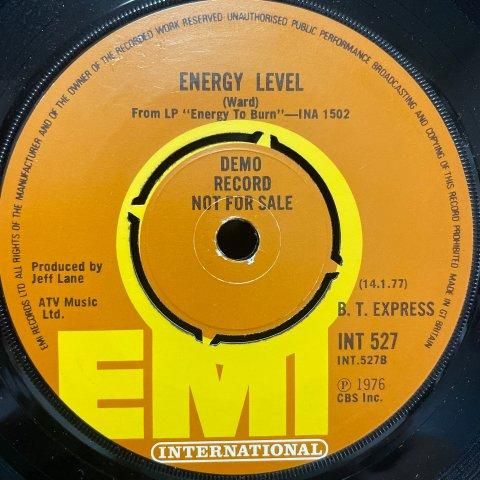 EMI RECORDS LTD ALL RIGHTS OF THE MANUFACTURER AND OF THE OWNER OF THE RECORDED WORK RESERVED UNAUTHORISED PUBLIC PERFORMANCE BROADCASTING AND COPYING OF THIS RECORD PROHIBITED MADE IN GT BRITAIN
ENERGY LEVEL
(Ward)
From LP "Energy To Burn"—INA 1502
DEMO
RECORD
NOT FOR SALE
Produced by
Jeff Lane
ATV Music
Ltd.
(14.1.77)
B. T. EXPRESS
INT 527
INT.527B
℗ 1976
CBS Inc.
EMI
INTERNATIONAL